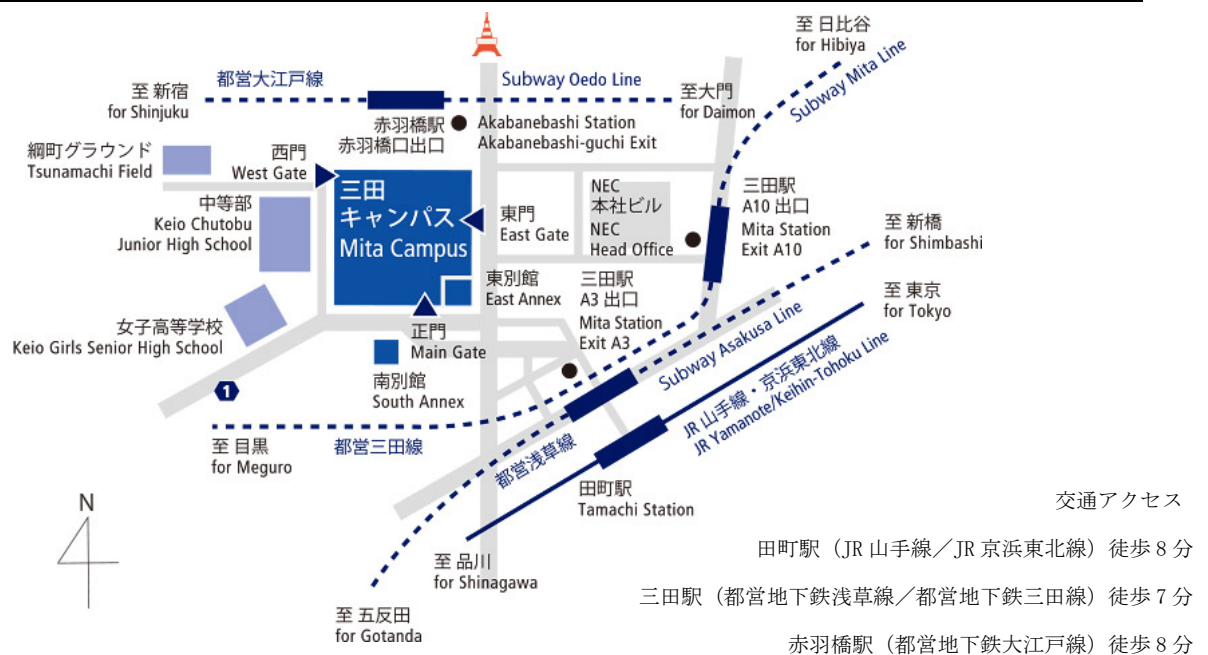 至 日比谷
for Hibiya
Subway Mita Line
都営大江戸線
Subway Oedo Line
至 新宿
for Shinjuku
至大門
for Daimon
赤羽橋駅
赤羽橋口出口
Akabanebashi Station
Akabanebashi-guchi Exit
綱町グラウンド
Tsunamachi Field
西門
West Gate
三田
キャンパス
Mita Campus
NEC
本社ビル
NEC
Head Office
三田駅
A10 出口
Mita Station
Exit A10
中等部
Keio Chutobu
Junior High School
東門
East Gate
至 新橋
for Shimbashi
東別館
East Annex
三田駅
A3 出口
Mita Station
Exit A3
至 東京
for Tokyo
女子高等学校
Keio Girls Senior High School
正門
Main Gate
Subway Asakusa Line
JR 山手線・京浜東北線
JR Yamanote/Keihin-Tohoku Line
南別館
South Annex
1
至 目黒
for Meguro
都営三田線
都営浅草線
田町駅
Tamachi Station
N
至 品川
for Shinagawa
至 五反田
for Gotanda
交通アクセス
田町駅（JR 山手線／JR 京浜東北線）徒歩 8 分
三田駅（都営地下鉄浅草線／都営地下鉄三田線）徒歩 7 分
赤羽橋駅（都営地下鉄大江戸線）徒歩 8 分